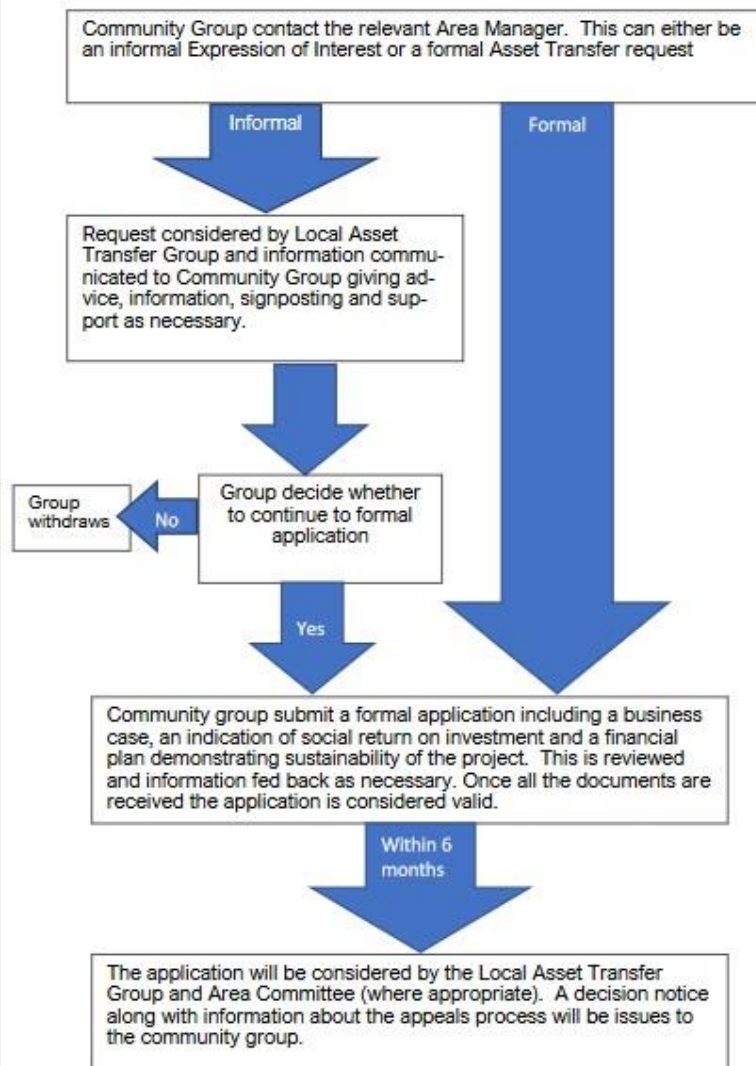 Community Group contact the relevant Area Manager.  This can either be
an informal Expression of Interest or a formal Asset Transfer request
Informal
Formal
Request considered by Local Asset
Transfer Group and information commu-
nicated to Community Group giving ad-
vice, information, signposting and sup-
port as necessary.
Group
withdraws
No
Group decide whether
to continue to formal
application
Yes
Community group submit a formal application including a business
case, an indication of social return on investment and a financial
plan demonstrating sustainability of the project.  This is reviewed
and information fed back as necessary. Once all the documents are
received the application is considered valid.
Within 6
months
The application will be considered by the Local Asset Transfer
Group and Area Committee (where appropriate).  A decision notice
along with information about the appeals process will be issues to
the community group.